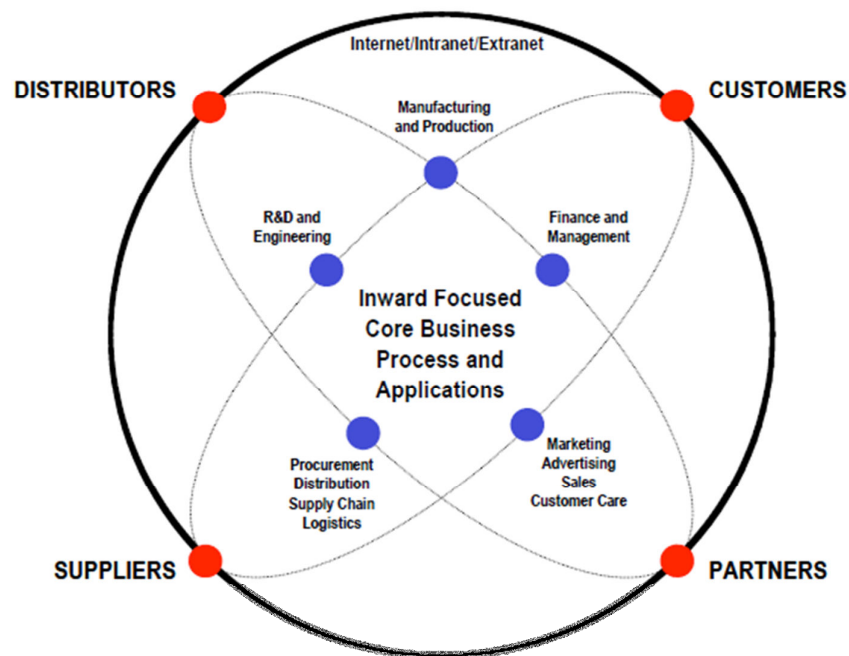 Internet/Intranet/Extranet
DISTRIBUTORS
CUSTOMERS
Manufacturing
and Production
R&D and
Engineering
Finance and
Management
Inward Focused
Core Business
Process and
Applications
Procurement
Distribution
Supply Chain
Logistics
Marketing
Advertising
Sales
Customer Care
SUPPLIERS
PARTNERS